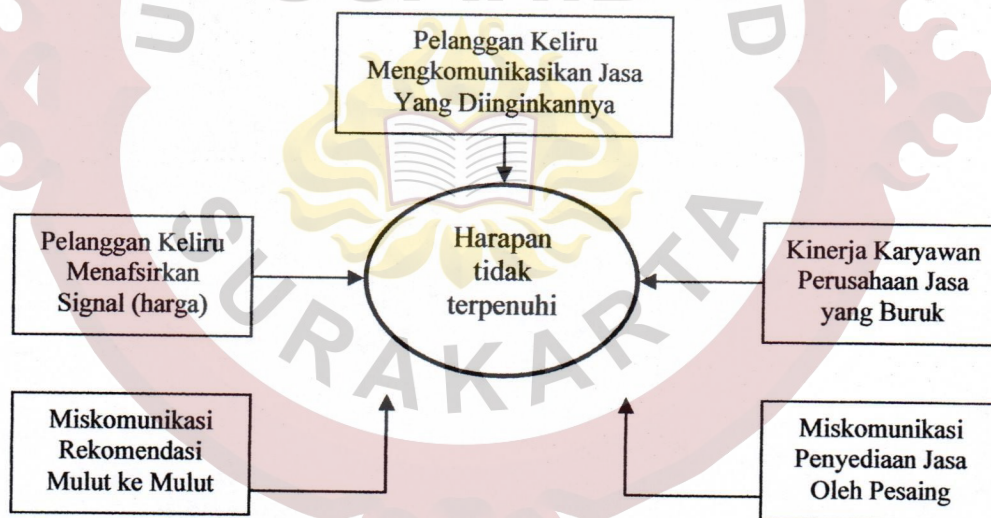 Pelanggan Keliru
Mengkomunikasikan Jasa
Yang Diinginkannya
Pelanggan Keliru
Menafsirkan
Signal (harga)
Harapan
tidak
terpenuhi
Kinerja Karyawan
Perusahaan Jasa
yang Buruk
Miskomunikasi
Rekomendasi
Mulut ke Mulut
Miskomunikasi
Penyediaan Jasa
Oleh Pesaing
SURAKARTA